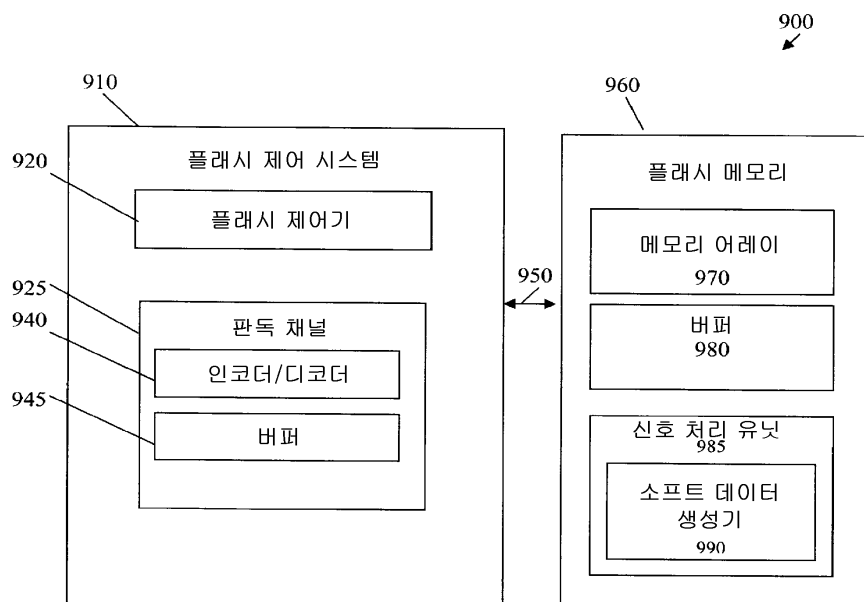 900
910
플래시 제어 시스템
920
플래시 제어기
925
판독 채널
940
인코더/디코더
945
버퍼
950
960
플래시 메모리
메모리 어레이
970
버퍼
980
신호 처리 유닛
985
소프트 데이터
생성기
990